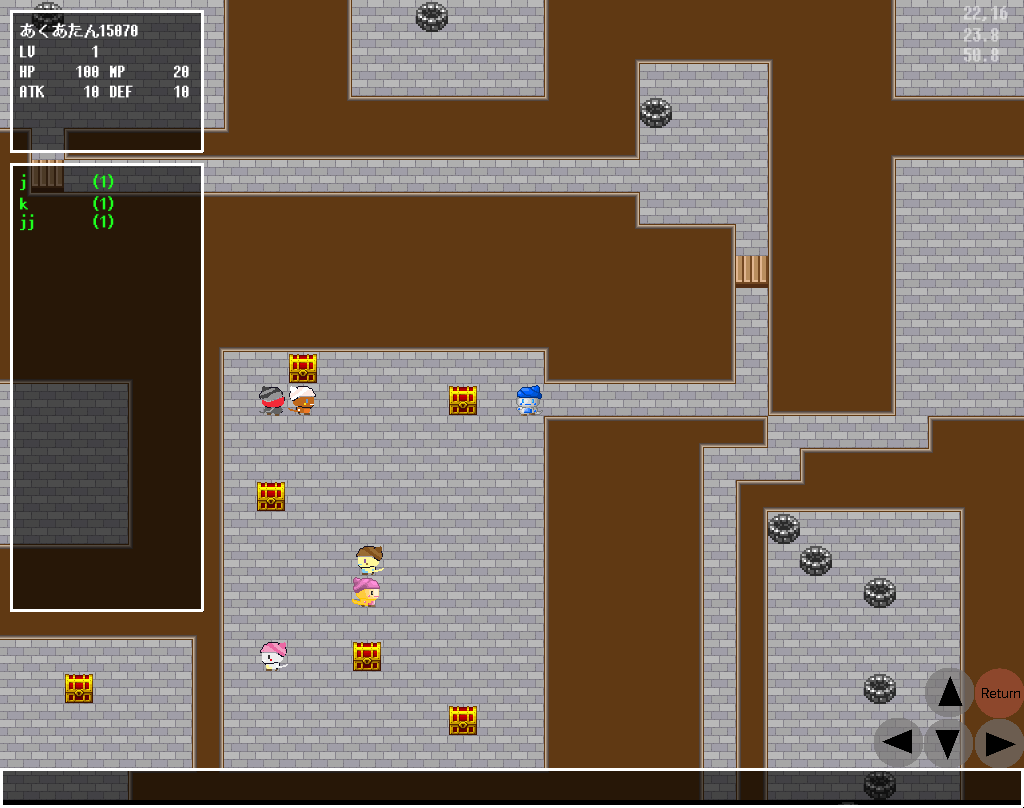 あくあたん15070
LV 1
HP 100 MP 20
ATK 10 DEF 10
j (1)
k (1)
jj (1)
22,16
23.8
50.8
Return